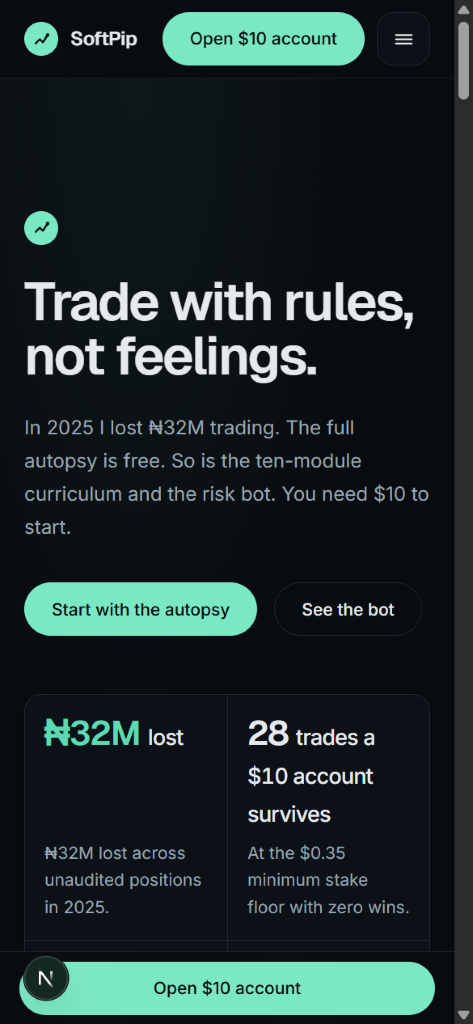 SoftPip
Open $10 account
Trade with rules,
not feelings.
In 2025 I lost ₦32M trading. The full
autopsy is free. So is the ten-module
curriculum and the risk bot. You need $10 to
start.
Start with the autopsy
See the bot
₦32M lost
₦32M lost across
unaudited positions
in 2025.
28 trades a
$10 account
survives
At the $0.35
minimum stake
floor with zero wins.
N
Open $10 account